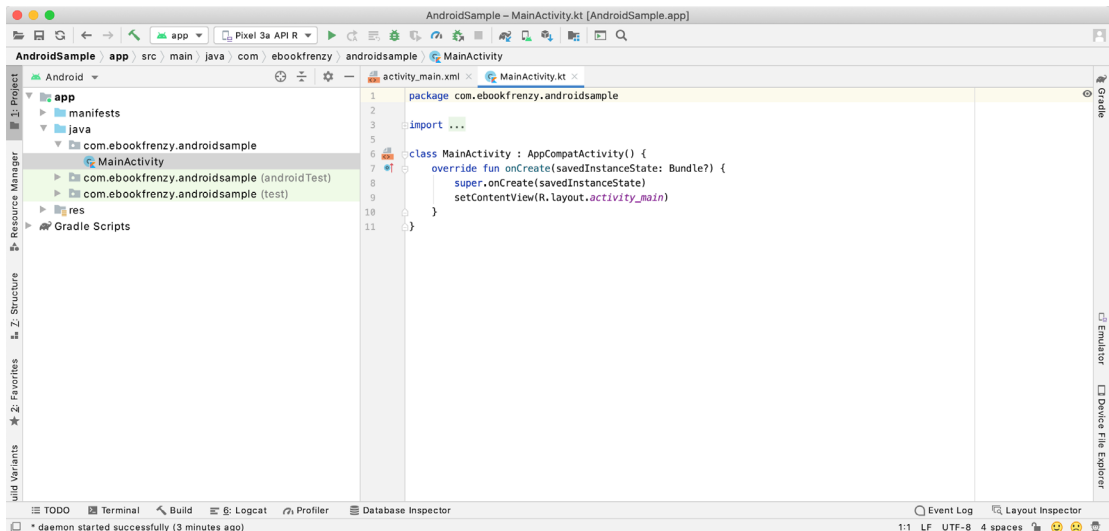 AndroidSample – MainActivity.kt [AndroidSample.app]
app Pixel 3a API R
AndroidSample app src main java com ebookfrenzy androidsample MainActivity
1: Project
Resource Manager
Z: Structure
2: Favorites
uild Variants
Android
app
manifests
java
com.ebookfrenzy.androidsample
MainActivity
com.ebookfrenzy.androidsample (androidTest)
com.ebookfrenzy.androidsample (test)
res
Gradle Scripts
activity_main.xml MainActivity.kt
1 package com.ebookfrenzy.androidsample
2
3 import ...
5
6 class MainActivity : AppCompatActivity() {
7 override fun onCreate(savedInstanceState: Bundle?) {
8 super.onCreate(savedInstanceState)
9 setContentView(R.layout.activity_main)
10 }
11 }
Gradle
Emulator
Device File Explorer
TODO Terminal Build 6: Logcat Profiler Database Inspector Event Log Layout Inspector
* daemon started successfully (3 minutes ago) 1:1 LF UTF-8 4 spaces